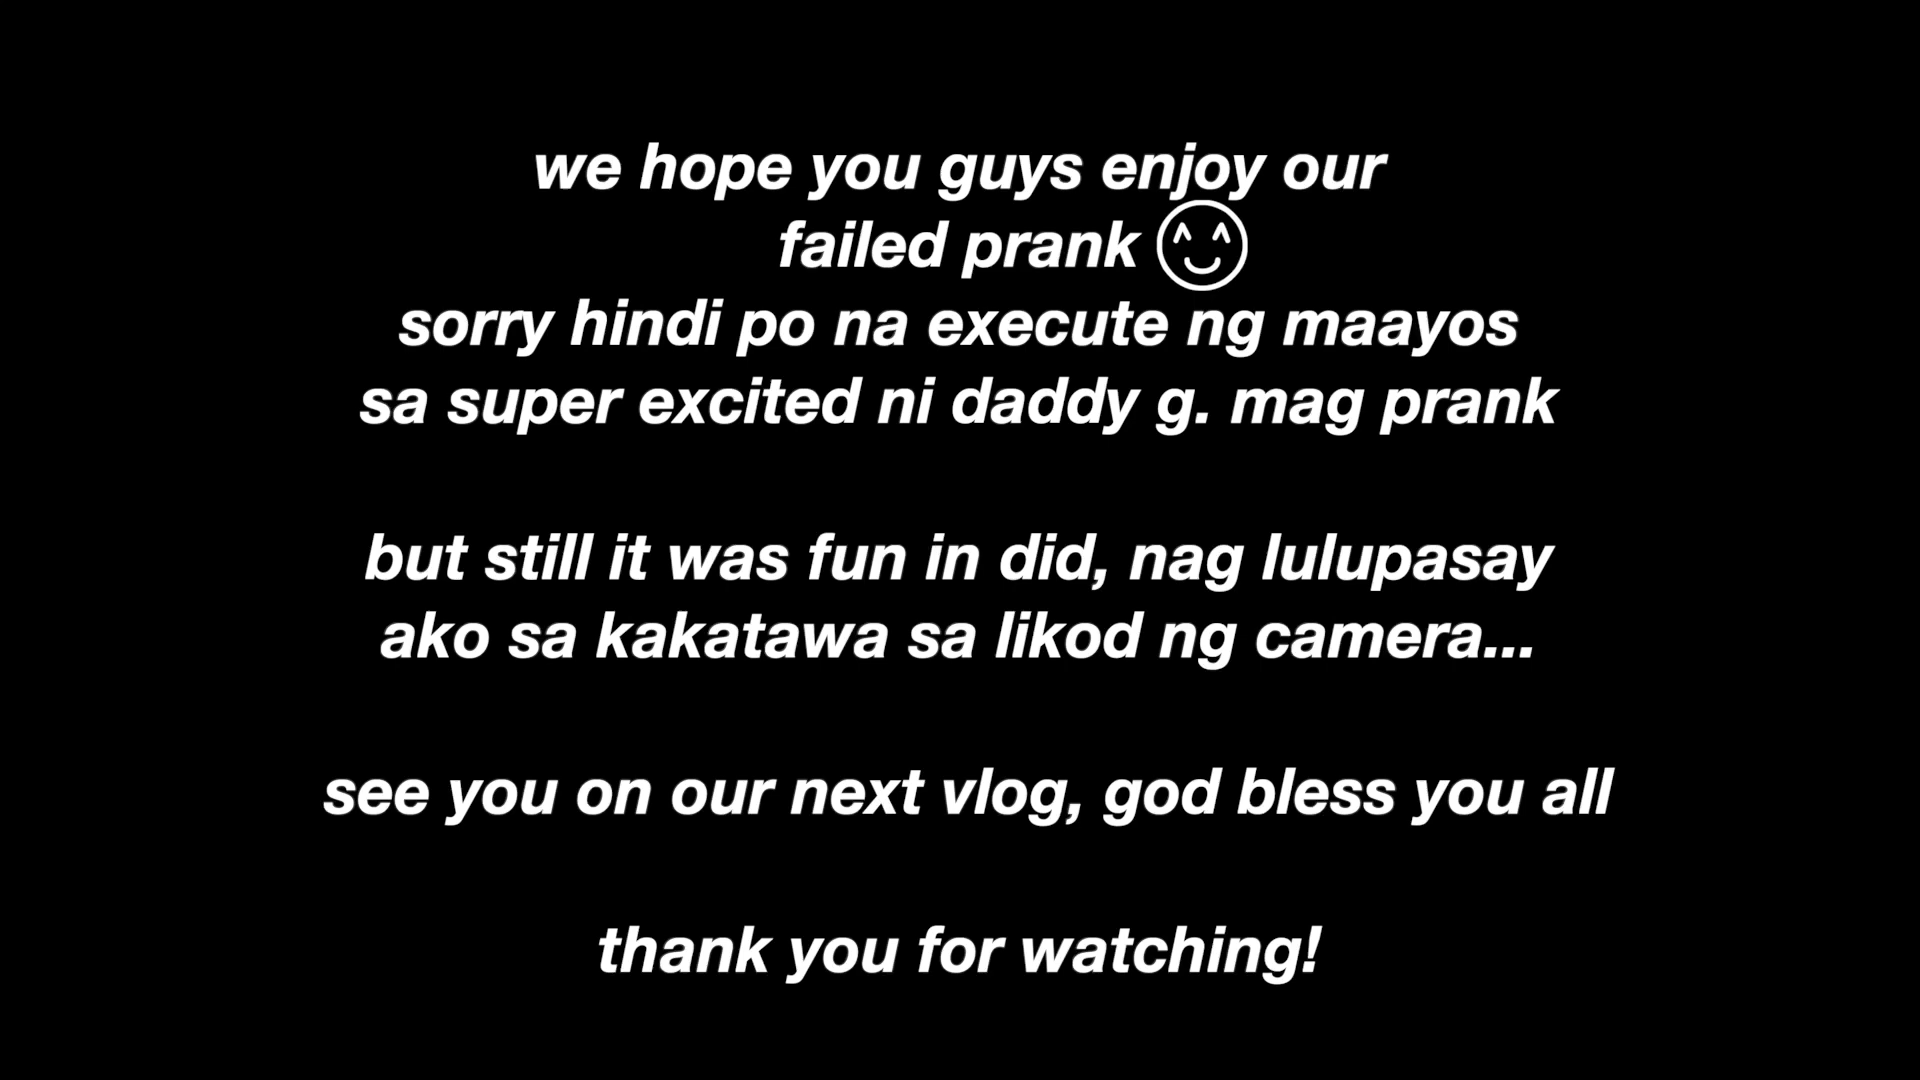 we hope you guys enjoy our
failed prank ☺
sorry hindi po na execute ng maayos
sa super excited ni daddy g. mag prank
but still it was fun in did, nag lulupasay
ako sa kakatawa sa likod ng camera...
see you on our next vlog, god bless you all
thank you for watching!